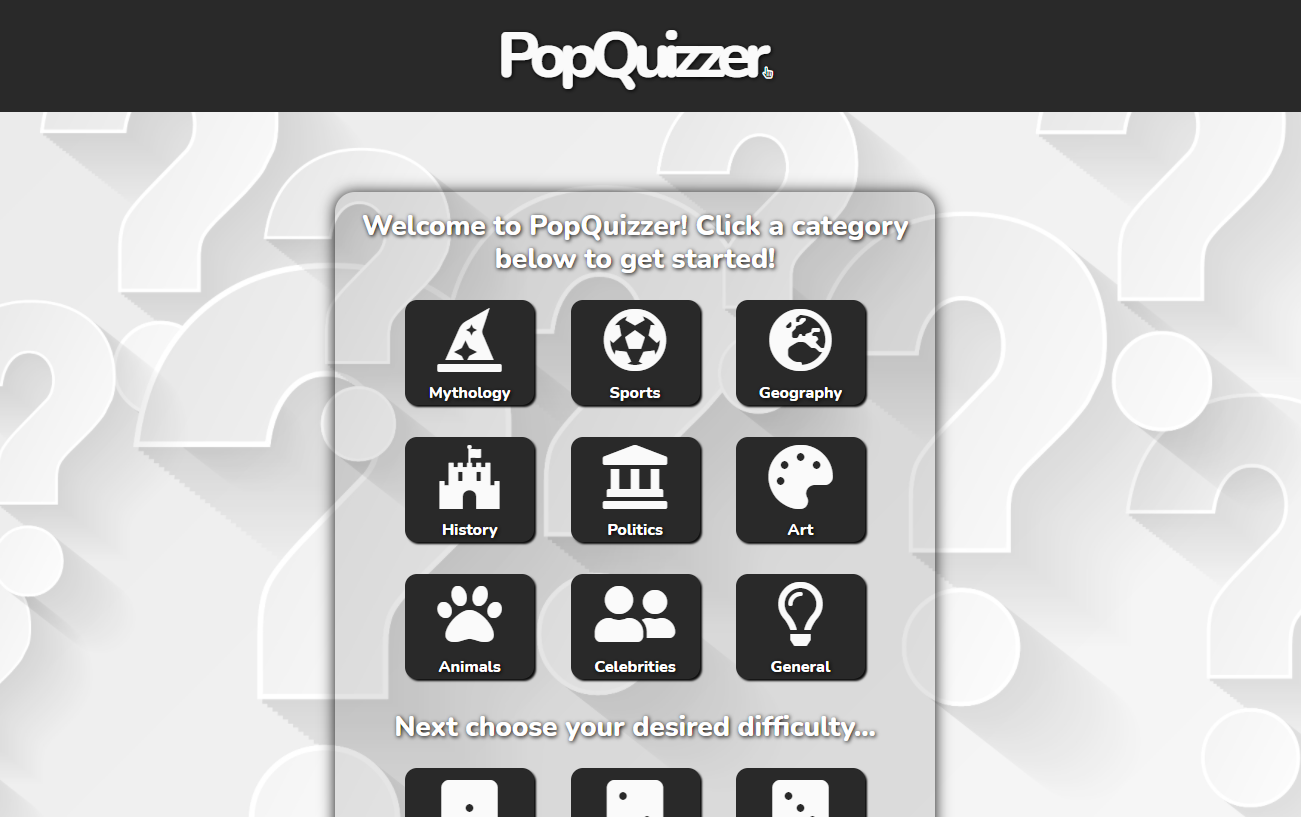 PopQuizzer
Welcome to PopQuizzer! Click a category
below to get started!
Mythology
Sports
Geography
History
Politics
Art
Animals
Celebrities
General
Next choose your desired difficulty...